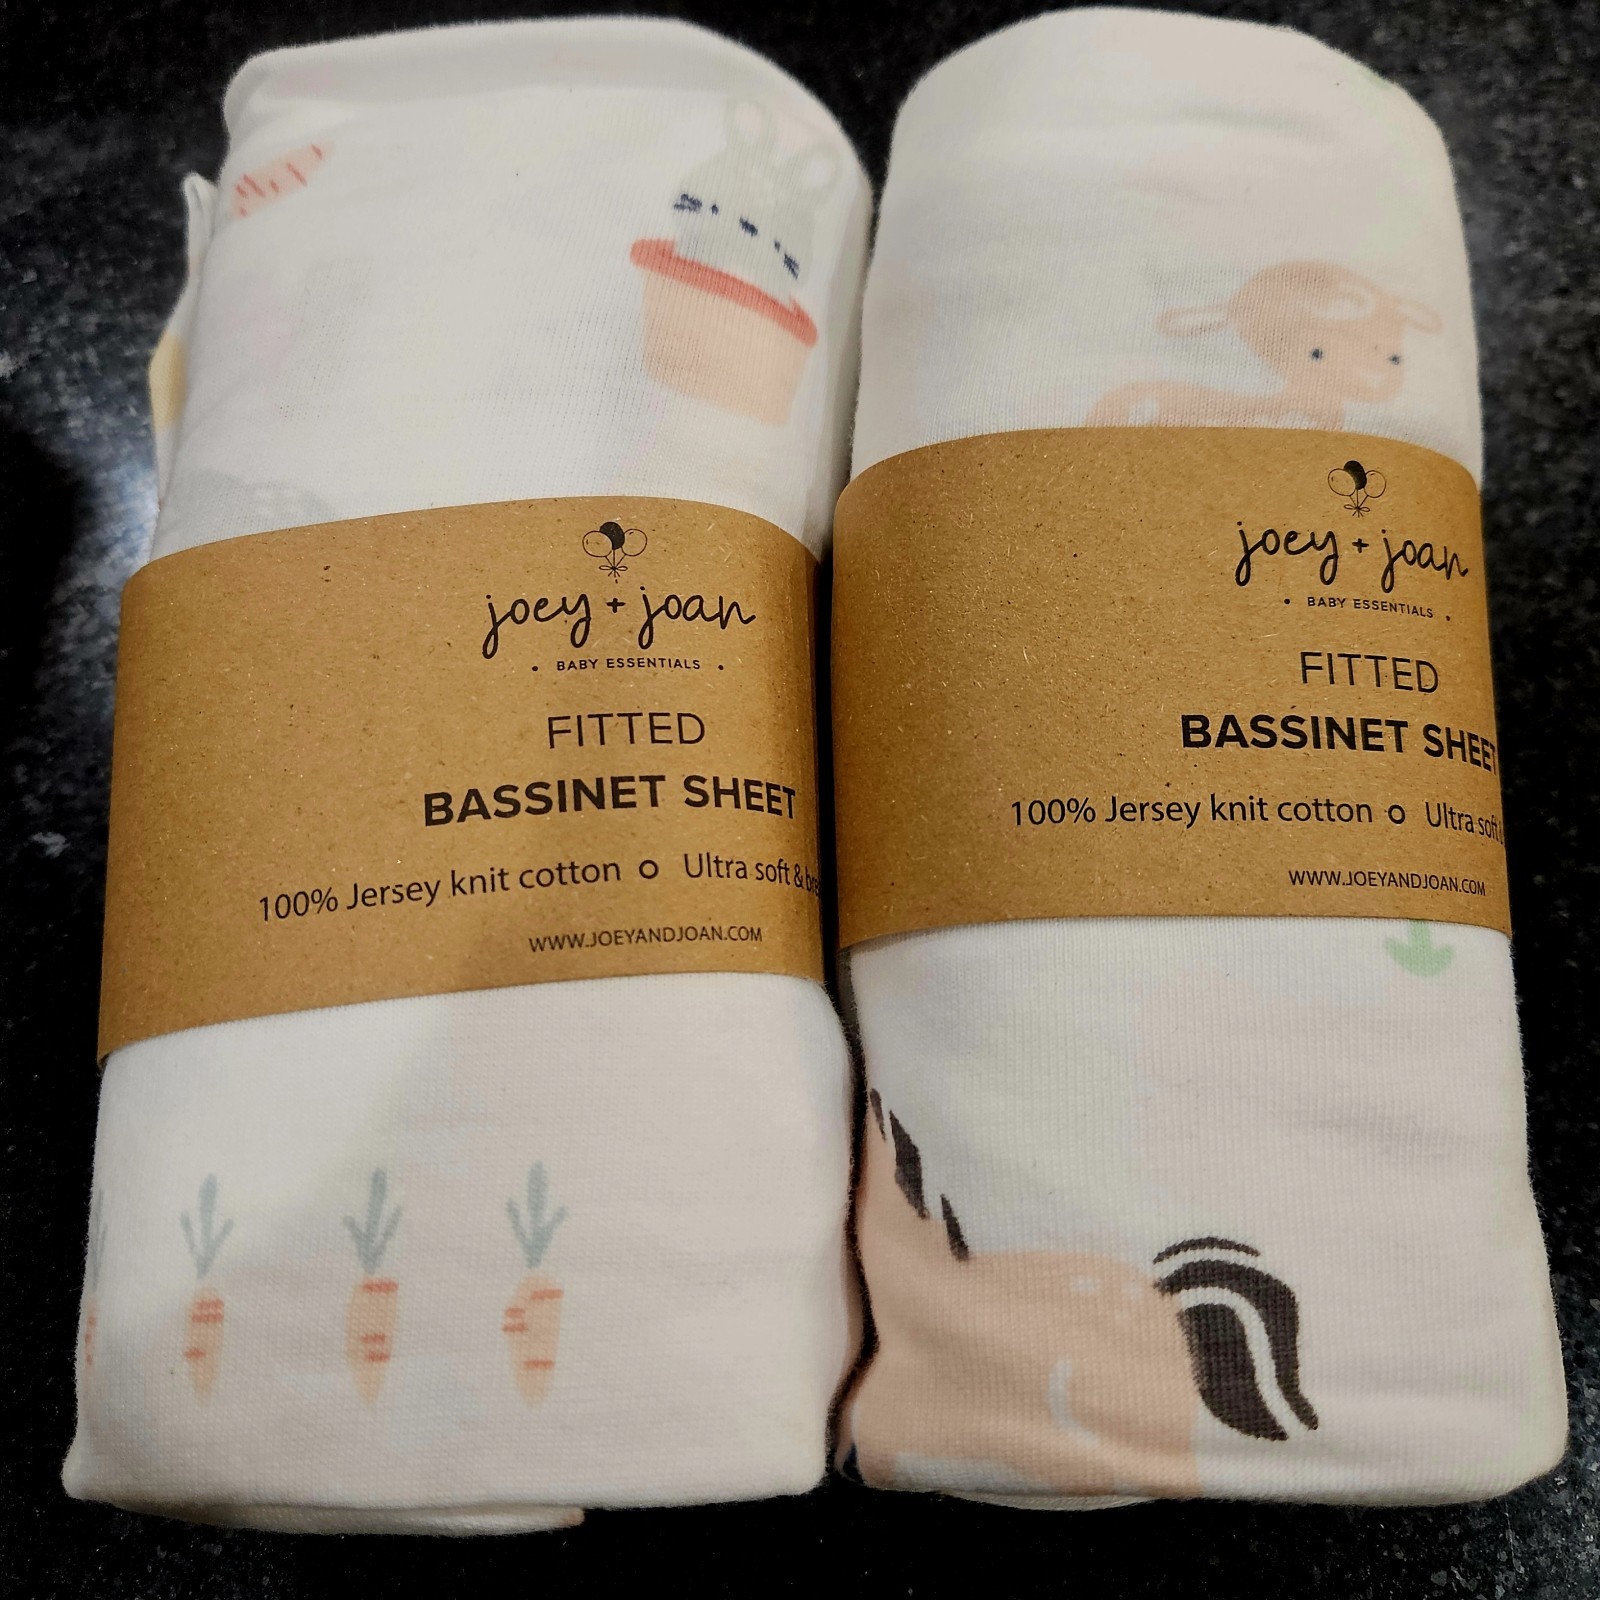 joey + joan
• BABY ESSENTIALS •
FITTED
BASSINET SHEET
100% Jersey knit cotton o Ultra soft &
WWW.JOEYANDJOAN.COM
joey + joan
• BABY ESSENTIALS •
FITTED
BASSINET SHEET
100% Jersey knit cotton o Ultra soft
WWW.JOEYANDJOAN.COM